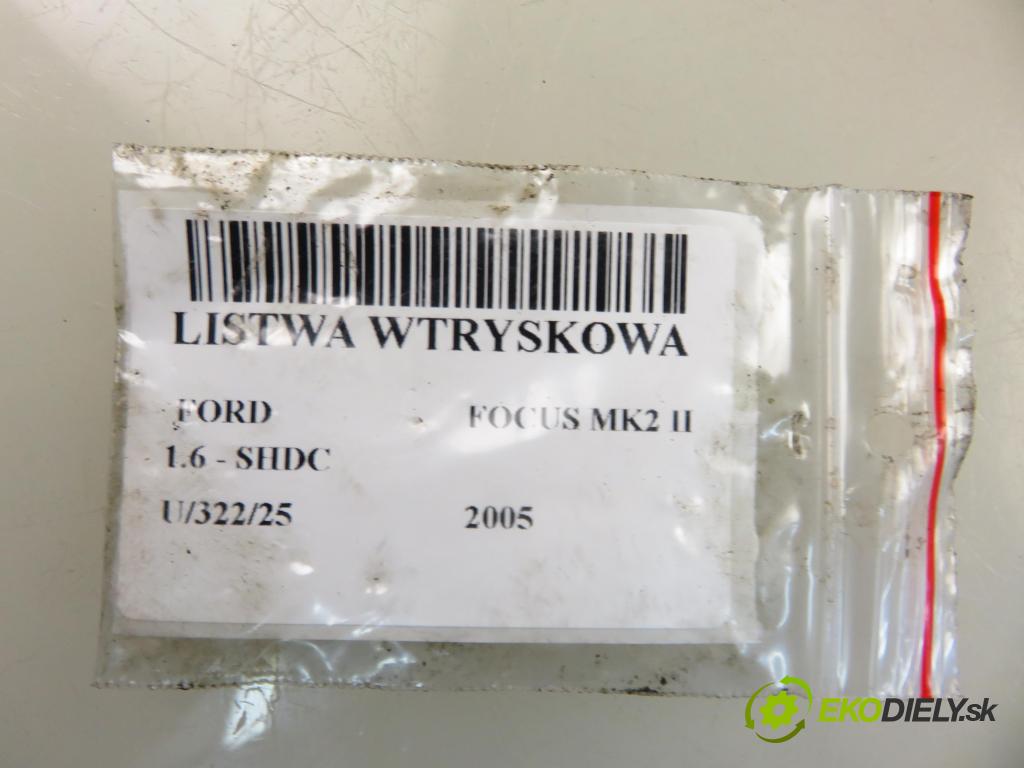 LISTWA WTRYSKOWA
FORD FOCUS MK2 II
1.6 - SHDC
U/322/25 2005
EKODIELY.sk